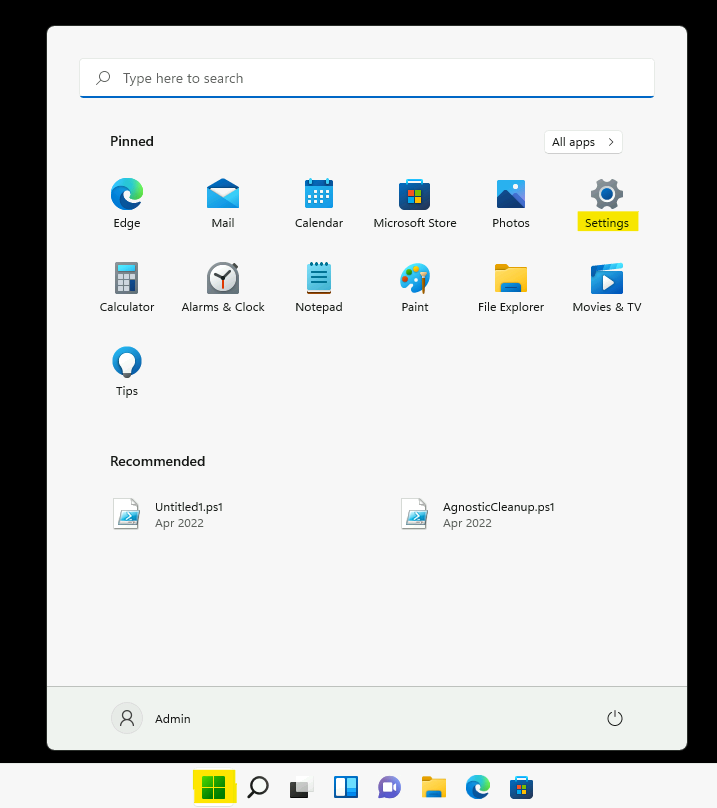 Type here to search
Pinned
All apps
Edge
Mail
Calendar
Microsoft Store
Photos
Settings
Calculator
Alarms & Clock
Notepad
Paint
File Explorer
Movies & TV
Tips
Recommended
Untitled1.ps1
Apr 2022
AgnosticCleanup.ps1
Apr 2022
Admin